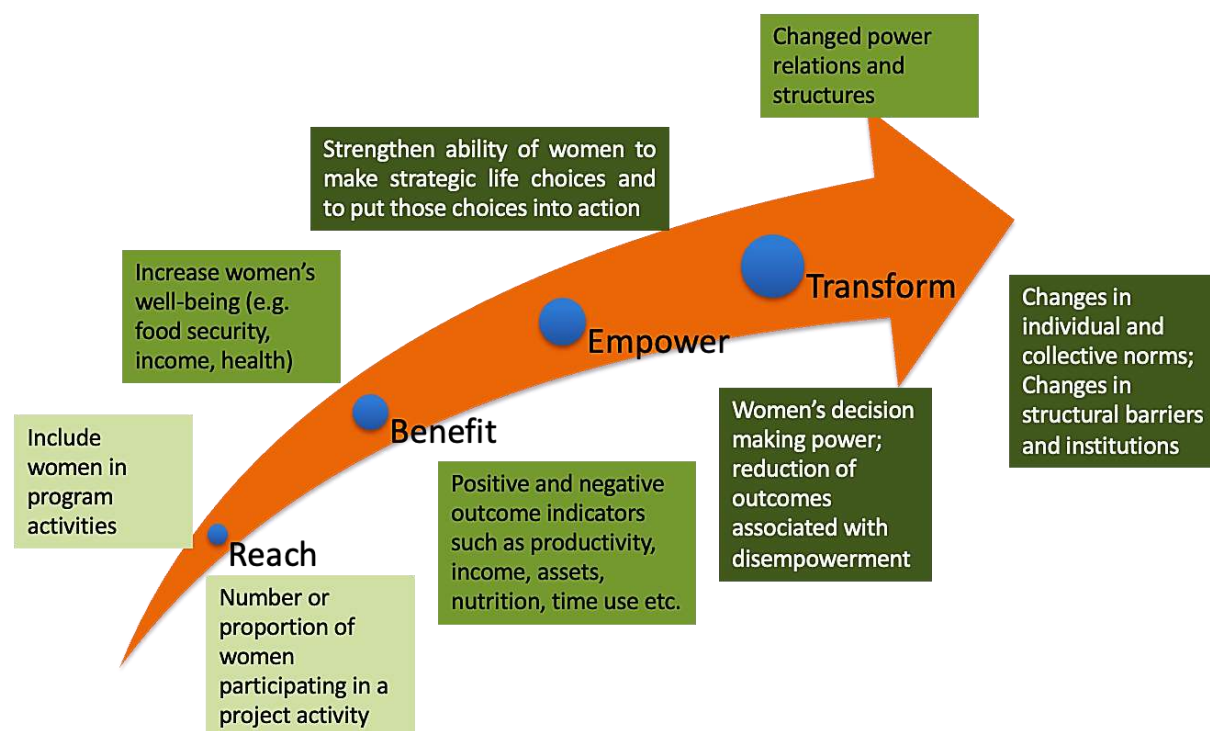 Changed power
relations and
structures
Strengthen ability of women to
make strategic life choices and
to put those choices into action
Increase women’s
well-being (e.g.
food security,
income, health)
Include
women in
program
activities
Reach
Benefit
Empower
Transform
Number or
proportion of
women
participating in a
project activity
Positive and negative
outcome indicators
such as productivity,
income, assets,
nutrition, time use etc.
Women’s decision
making power;
reduction of
outcomes
associated with
disempowerment
Changes in
individual and
collective norms;
Changes in
structural barriers
and institutions